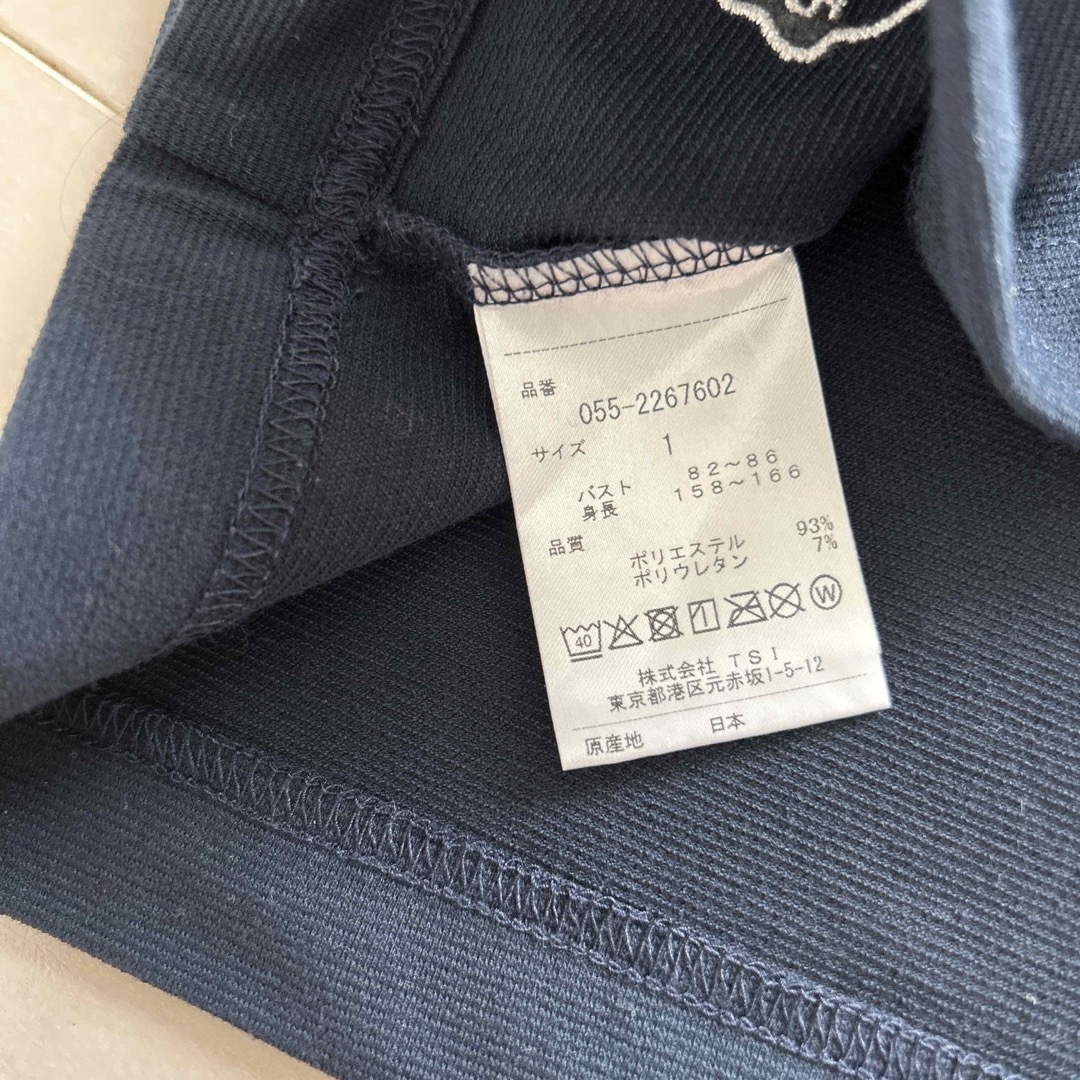 品番
055-2267602
サイズ 1
バスト 82～86
身長 158～166
品質
ポリエステル 93%
ポリウレタン 7%
40 W
株式会社 TSI
東京都港区元赤坂1-5-12
原産地 日本